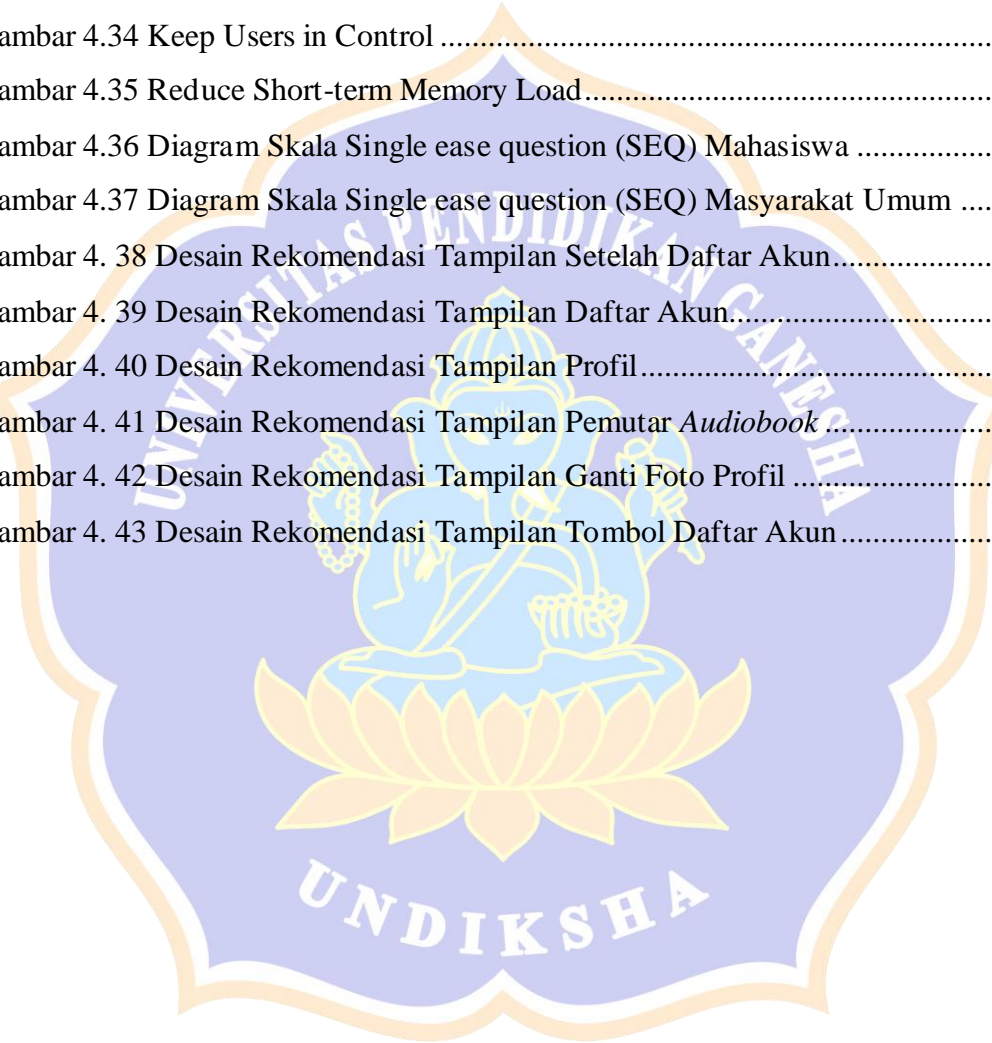 ambar 4.34 Keep Users in Control ......................................................................
ambar 4.35 Reduce Short-term Memory Load....................................................
ambar 4.36 Diagram Skala Single ease question (SEQ) Mahasiswa .................
ambar 4.37 Diagram Skala Single ease question (SEQ) Masyarakat Umum ....
ambar 4. 38 Desain Rekomendasi Tampilan Setelah Daftar Akun....................
ambar 4. 39 Desain Rekomendasi Tampilan Daftar Akun.................................
ambar 4. 40 Desain Rekomendasi Tampilan Profil............................................
ambar 4. 41 Desain Rekomendasi Tampilan Pemutar Audiobook .....................
ambar 4. 42 Desain Rekomendasi Tampilan Ganti Foto Profil .........................
ambar 4. 43 Desain Rekomendasi Tampilan Tombol Daftar Akun...................
UNIVERSITAS PENDIDIKAN GANESHA
UNDIKSHA